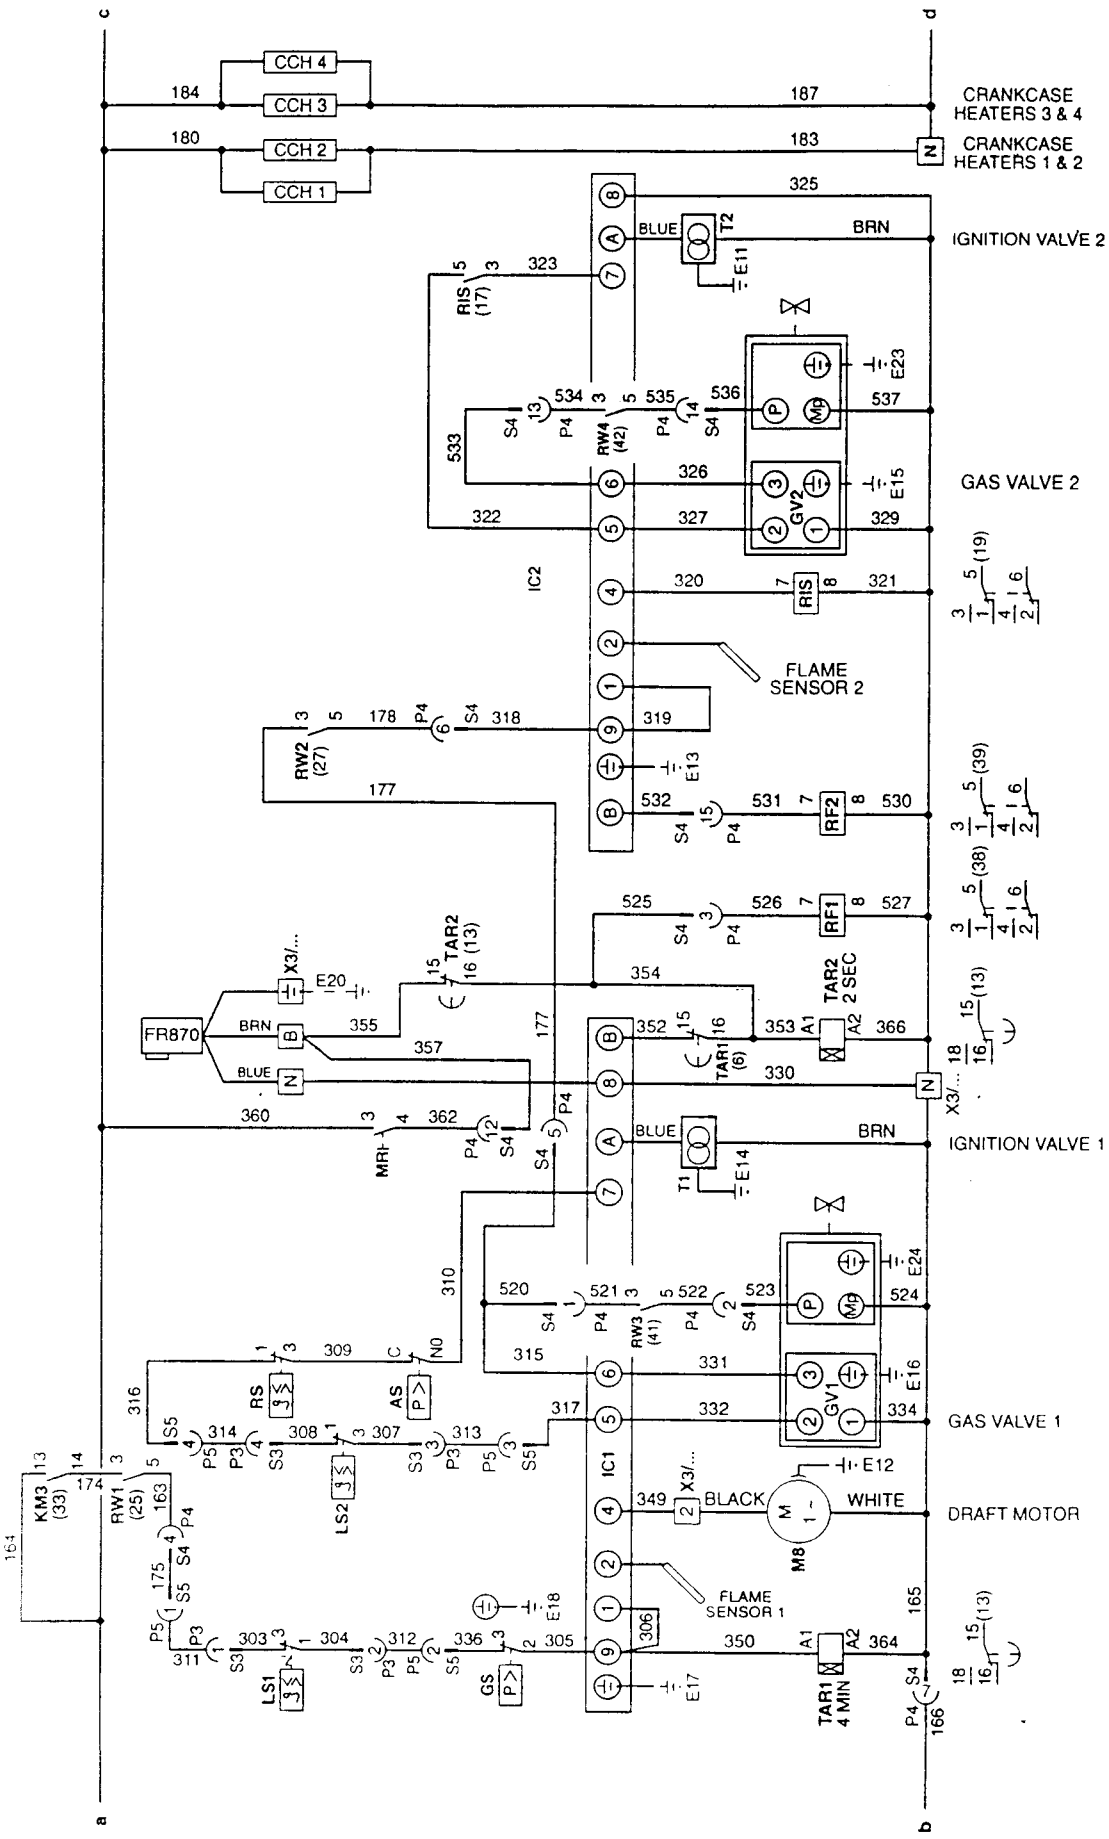 c
d
CCH 4
184
187
CCH 3
CRANKCASE
HEATERS 3 & 4
180
183
CCH 2
N
CRANKCASE
HEATERS 1 & 2
CCH 1
8
325
A
BLUE
T2
BRN
IGNITION VALVE 2
E11
5
3
323
7
RIS
(17)
E23
S4
13
534
P4
3
5
RW4
(42)
535
P4
14
S4
536
P
Mp
537
533
6
326
3
E15
GAS VALVE 2
GV2
322
5
327
2
1
329
IC2
4
320
7
RIS
8
321
3
5
(19)
1
4
6
2
2
FLAME
SENSOR 2
1
3
5
RW2
(27)
178
P4
6
S4
318
9
319
E13
177
B
532
S4
15
P4
531
7
RF2
8
530
3
5
(39)
1
4
6
2
525
S4
3
P4
526
7
RF1
8
527
3
5
(38)
1
4
6
2
X3/...
E20
15
16
TAR2
(13)
354
FR870
BRN
B
355
177
B
352
15
16
TAR1
(6)
353
A1
A2
TAR2
2 SEC
366
15
(13)
18
16
357
BLUE
N
8
330
N
X3/...
360
3
4
MRF
362
P4
12
S4
S4
5
P4
A
BLUE
T1
BRN
IGNITION VALVE 1
E14
7
310
E24
520
S4
1
521
P4
3
5
RW3
(41)
522
P4
2
S4
523
P
Mp
524
316
1
3
RS
309
C
NO
AS
P>
315
6
331
3
E16
GV1
S5
4
314
P5
P3
4
308
S3
1
3
LS2
307
S3
3
P3
313
P5
3
S5
317
5
332
2
1
334
GAS VALVE 1
IC1
13
14
KM3
(33)
174
3
5
RW1
(25)
163
164
4
P4
S4
175
S5
1
P5
4
349
X3/...
2
BLACK
M
1 ~
M8
E12
WHITE
DRAFT MOTOR
2
FLAME
SENSOR 1
165
1
306
E18
311
P3
1
S3
303
3
1
LS1
304
S3
2
P3
312
P5
2
S5
336
3
2
GS
P>
305
9
350
A1
A2
TAR1
4 MIN
364
E17
S4
7
P4
166
15
(13)
18
16
a
b